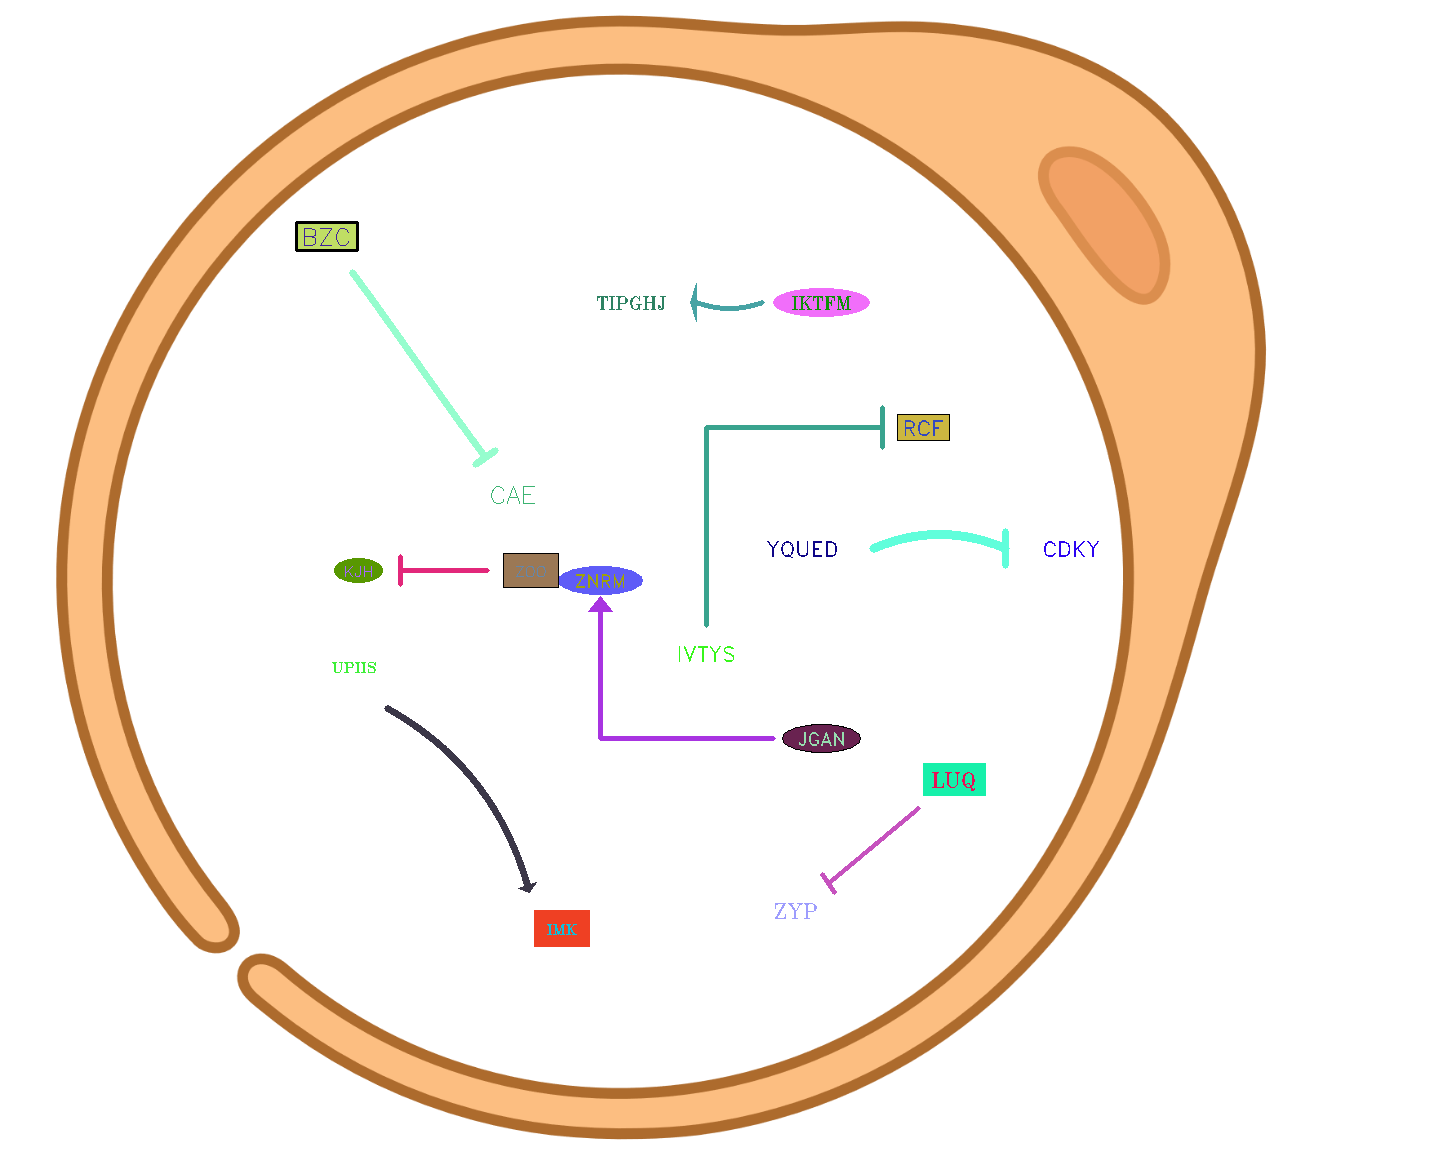 BZC
TIPGHJ
IKTFM
RCF
CAE
YQUED
CDKY
KJH
ZNRM
IVTYS
UPIIS
JGAN
LUQ
ZYP
IMK